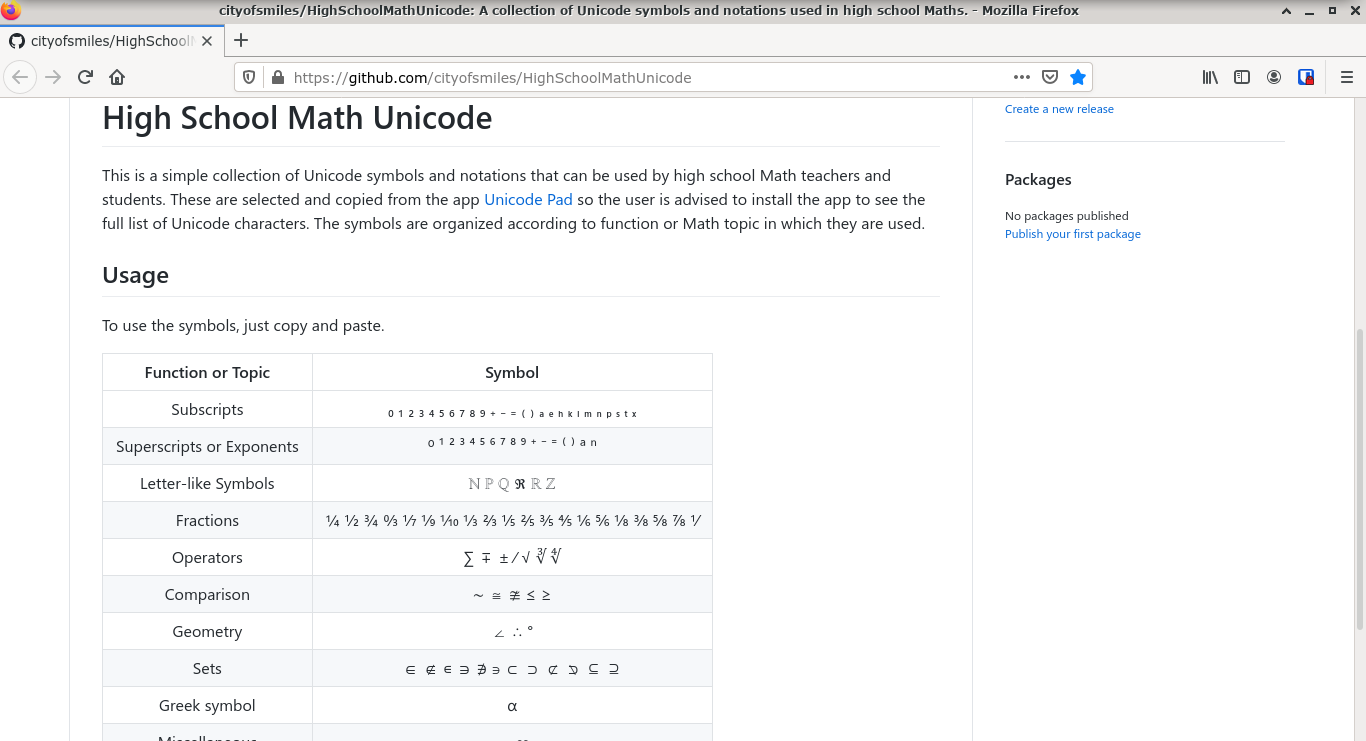 cityofsmiles/HighSchoolMathUnicode: A collection of Unicode symbols and notations used in high school Maths. - Mozilla Firefox
cityofsmiles/HighSchoolM
https://github.com/cityofsmiles/HighSchoolMathUnicode
High School Math Unicode
This is a simple collection of Unicode symbols and notations that can be used by high school Math teachers and
students. These are selected and copied from the app Unicode Pad so the user is advised to install the app to see the
full list of Unicode characters. The symbols are organized according to function or Math topic in which they are used.
Usage
To use the symbols, just copy and paste.
Function or Topic Symbol
Subscripts ₀ ₁ ₂ ₃ ₄ ₅ ₆ ₇ ₈ ₉ ₊ ₋ ₌ ₍ ₎ ₐ ₑ ₕ ₖ ₗ ₘ ₙ ₚ ₛ ₜ ₓ
Superscripts or Exponents ⁰ ¹ ² ³ ⁴ ⁵ ⁶ ⁷ ⁸ ⁹ ⁺ ⁻ ⁼ ⁽ ⁾ ᵃ ⁿ
Letter-like Symbols ℕ ℙ ℚ ℜ ℝ ℤ
Fractions ¼ ½ ¾ ↉ ⅐ ⅑ ⅒ ⅓ ⅔ ⅕ ⅖ ⅗ ⅘ ⅙ ⅚ ⅛ ⅜ ⅝ ⅞ ⅟
Operators ∑ ∓ ± ∕ √ ∛ ∜
Comparison ∼ ≅ ≇ ≤ ≥
Geometry ∠ ∴ °
Sets ∈ ∉ ∊ ∋ ∌ ∍ ⊂ ⊃ ⊄ ⊅ ⊆ ⊇
Greek symbol α
Create a new release
Packages
No packages published
Publish your first package